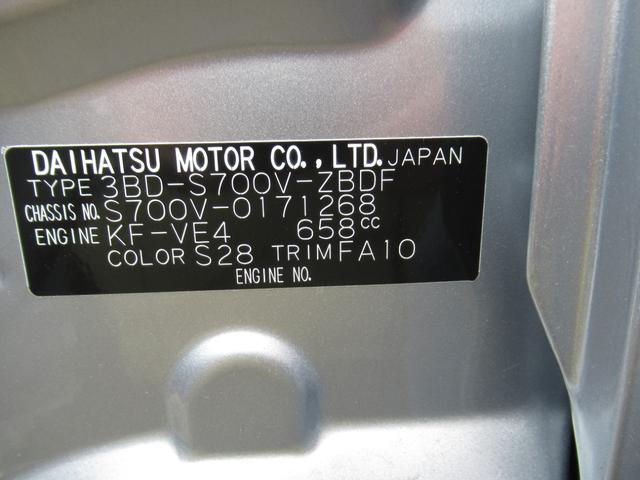 DAIHATSU MOTOR CO., LTD. JAPAN
TYPE 3BD-S700V-ZBDF
CHASSIS NO. S700V-0171268
ENGINE KF-VE4 658cc
COLOR S28 TRIM FA10
ENGINE NO.